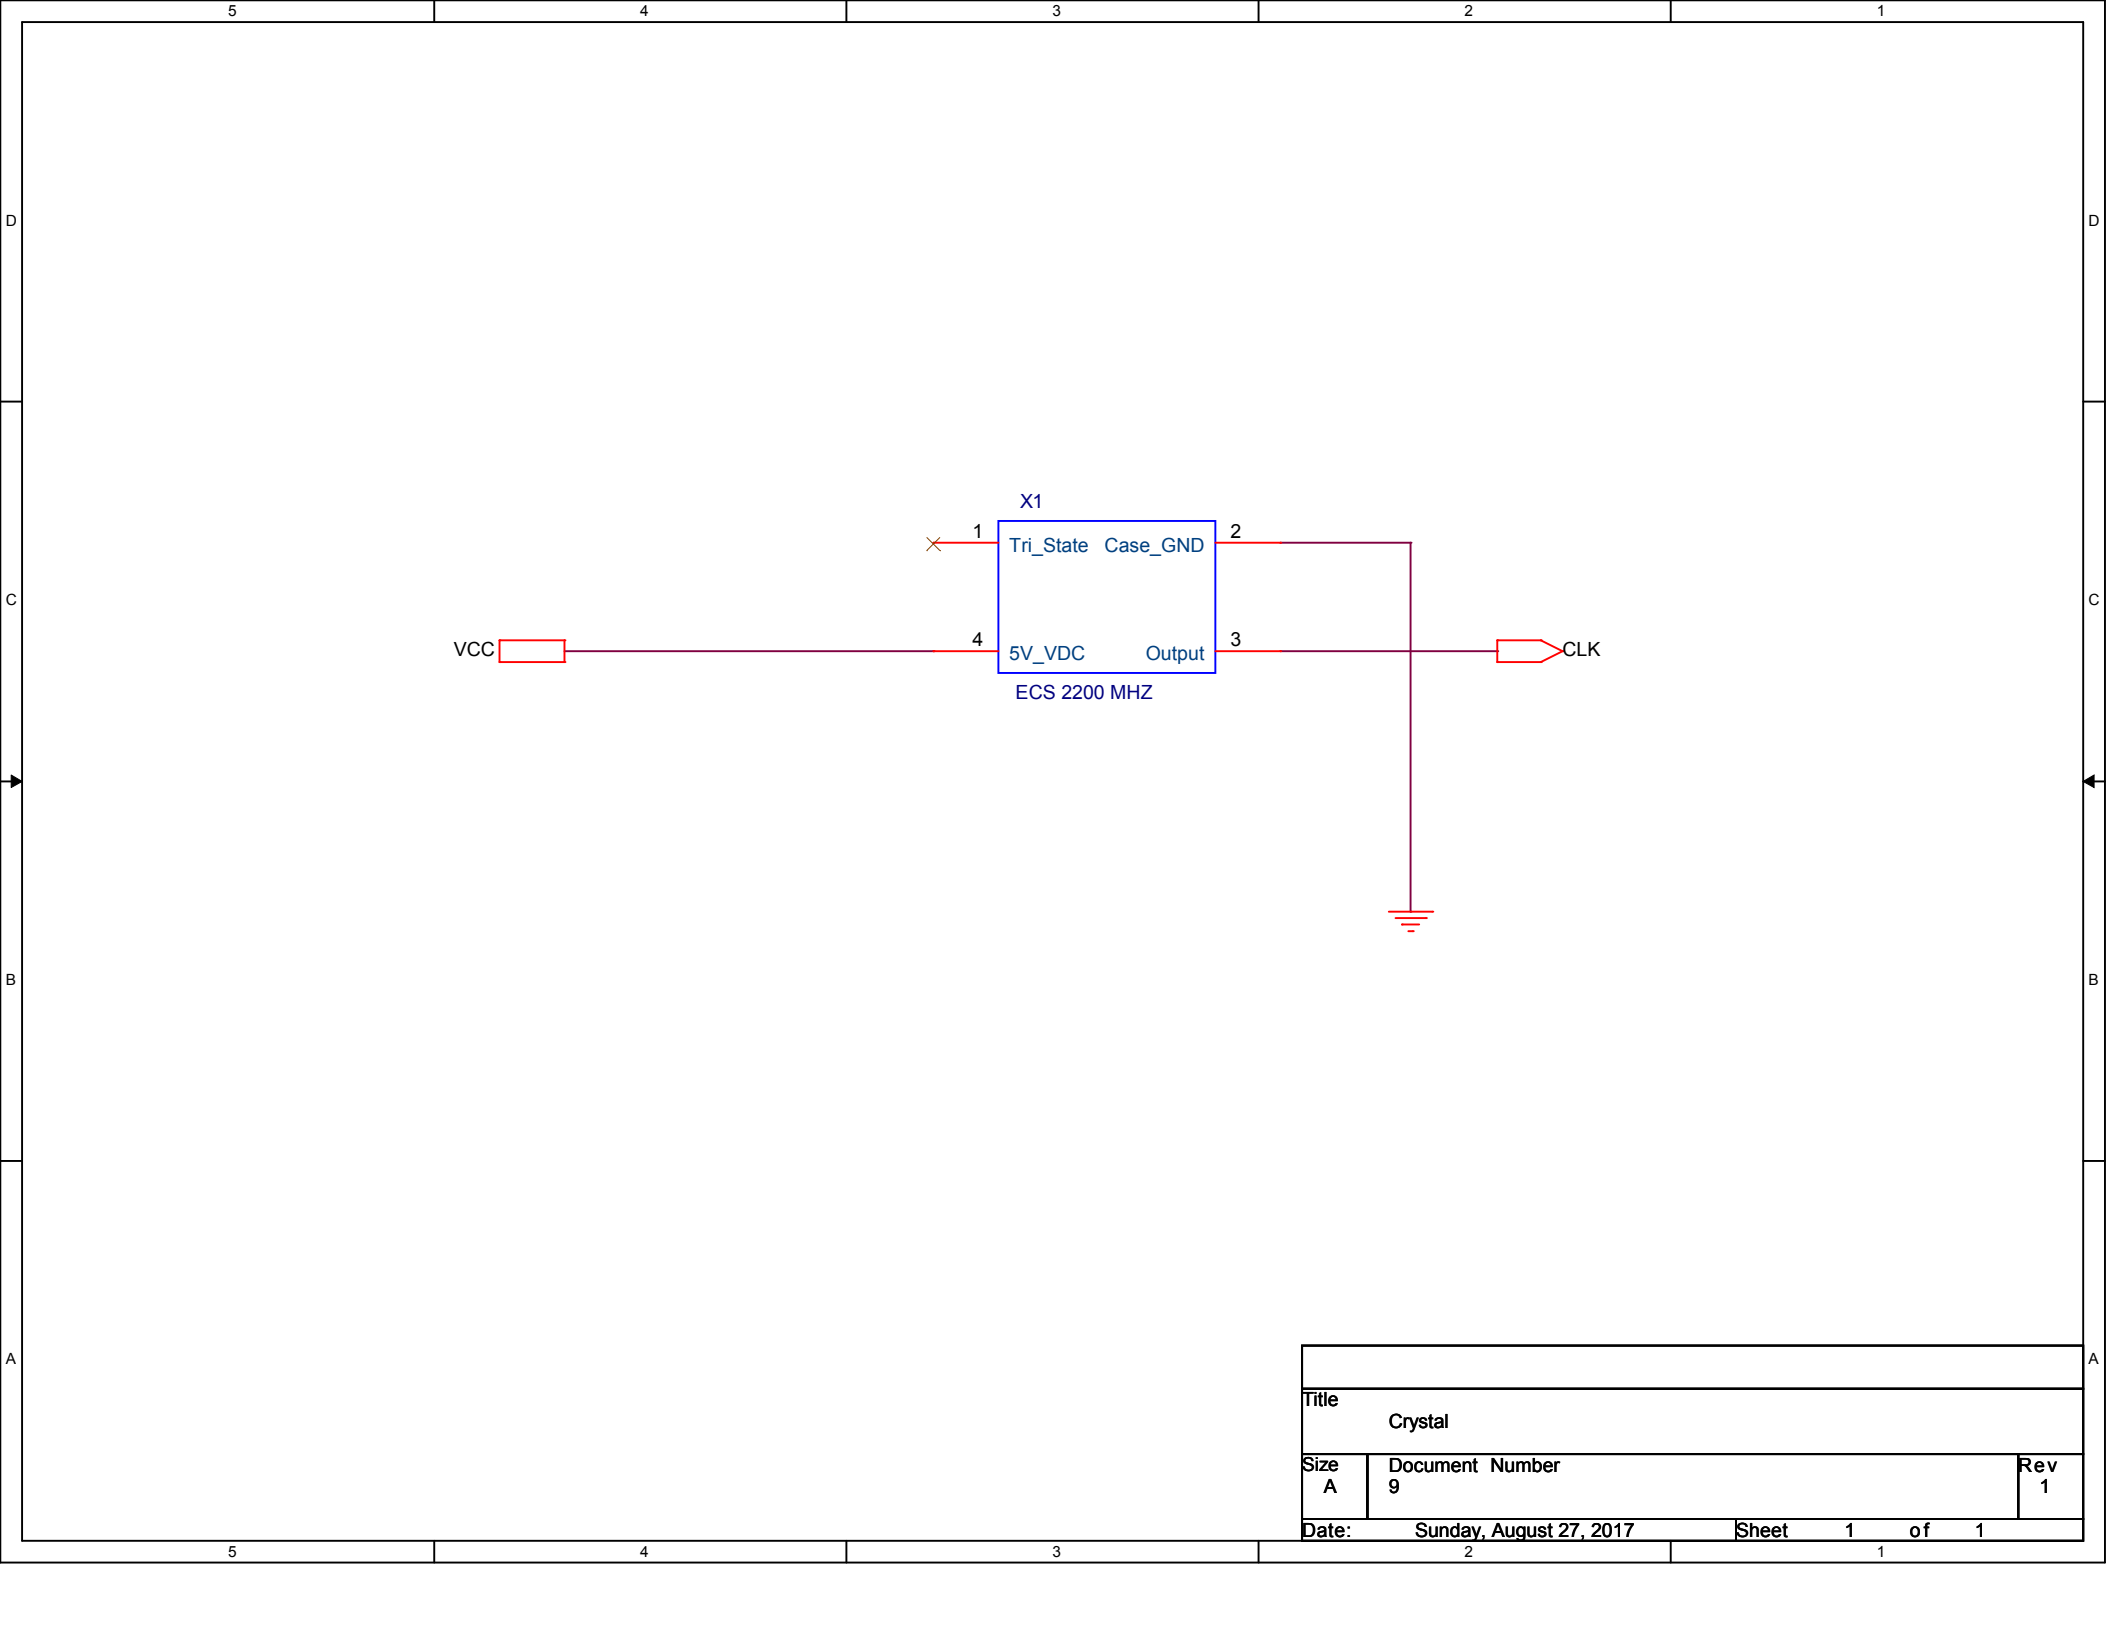 5 4 3 2 1
D D
X1
1 2
Tri_State Case_GND
C C
4 3
VCC 5V_VDC Output CLK
ECS 2200 MHZ
B B
A A
Title
Crystal
Size Document Number Rev
A 9 1
Date: Sunday, August 27, 2017 Sheet 1 of 1
5 4 3 2 1